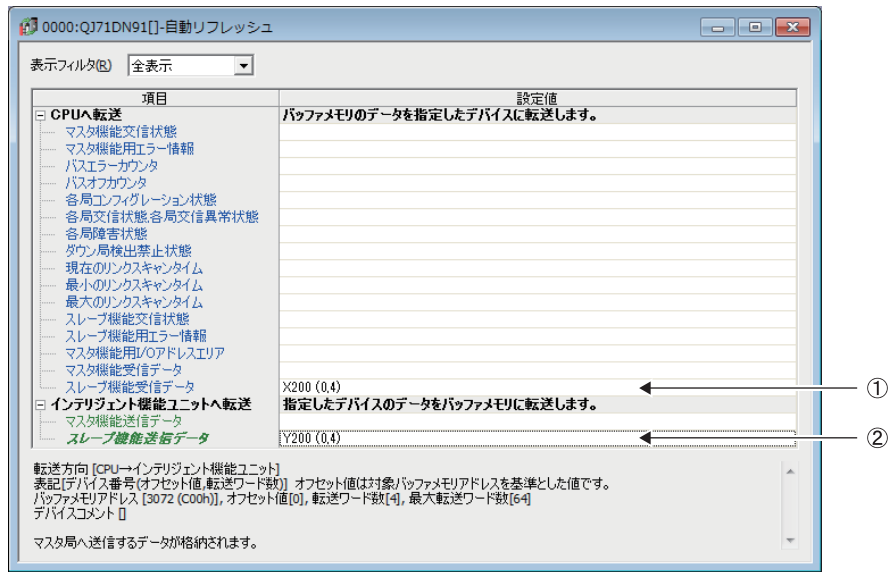 0000:QJ71DN91[]-自動リフレッシュ
表示フィルタ(R) 全表示
項目 設定値
CPUへ転送 バッファメモリのデータを指定したデバイスに転送します。
マスタ機能交信状態
マスタ機能用エラー情報
バスエラーカウンタ
バスオフカウンタ
各局コンフィグレーション状態
各局交信状態,各局交信異常状態
各局障害状態
ダウン局検出禁止状態
現在のリンクスキャンタイム
最小のリンクスキャンタイム
最大のリンクスキャンタイム
スレーブ機能交信状態
スレーブ機能用エラー情報
マスタ機能用I/Oアドレスエリア
マスタ機能受信データ
スレーブ機能受信データ X200 (0,4) ①
インテリジェント機能ユニットへ転送 指定したデバイスのデータをバッファメモリに転送します。
マスタ機能送信データ
スレーブ機能送信データ Y200 (0,4) ②
転送方向 [CPU→インテリジェント機能ユニット]
表記[デバイス番号(オフセット値,転送ワード数)] オフセット値は対象バッファメモリアドレスを基準とした値です。
バッファメモリアドレス [3072 (C00h)], オフセット値[0], 転送ワード数[4], 最大転送ワード数[64]
デバイスコメント []
マスタ局へ送信するデータが格納されます。